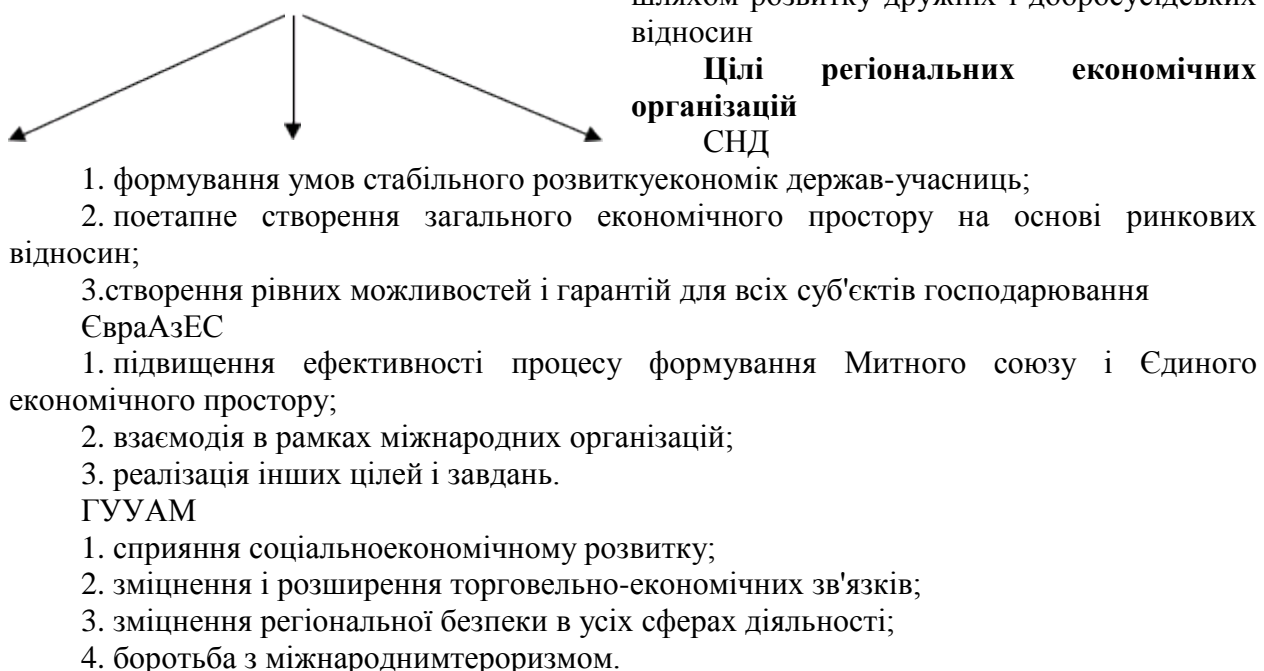 шляхом розвитку дружніх і добросусідських
відносин
Цілі регіональних економічних
організацій
СНД
1. формування умов стабільного розвиткуекономік держав-учасниць;
2. поетапне створення загального економічного простору на основі ринкових
відносин;
3.створення рівних можливостей і гарантій для всіх суб'єктів господарювання
ЄвраАзЕС
1. підвищення ефективності процесу формування Митного союзу і Єдиного
економічного простору;
2. взаємодія в рамках міжнародних організацій;
3. реалізація інших цілей і завдань.
ГУУАМ
1. сприяння соціальноекономічному розвитку;
2. зміцнення і розширення торговельно-економічних зв'язків;
3. зміцнення регіональної безпеки в усіх сферах діяльності;
4. боротьба з міжнароднимтероризмом.